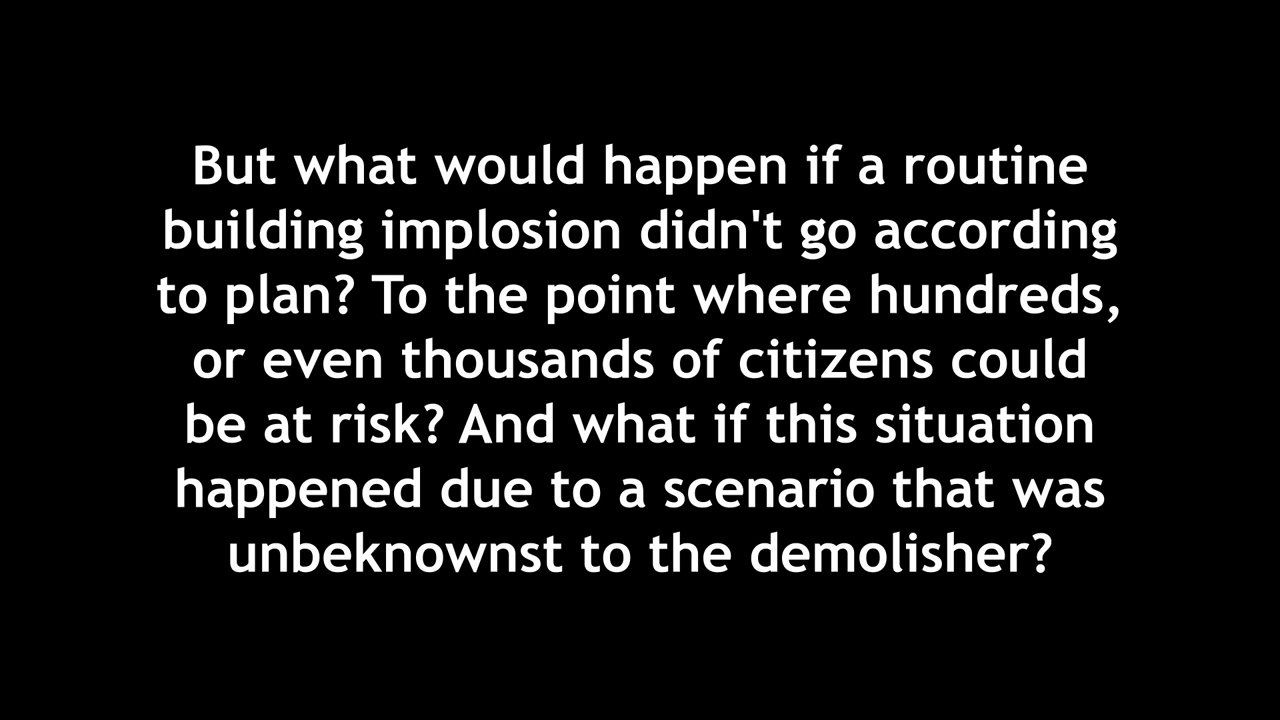 But what would happen if a routine
building implosion didn't go according
to plan? To the point where hundreds,
or even thousands of citizens could
be at risk? And what if this situation
happened due to a scenario that was
unbeknownst to the demolisher?